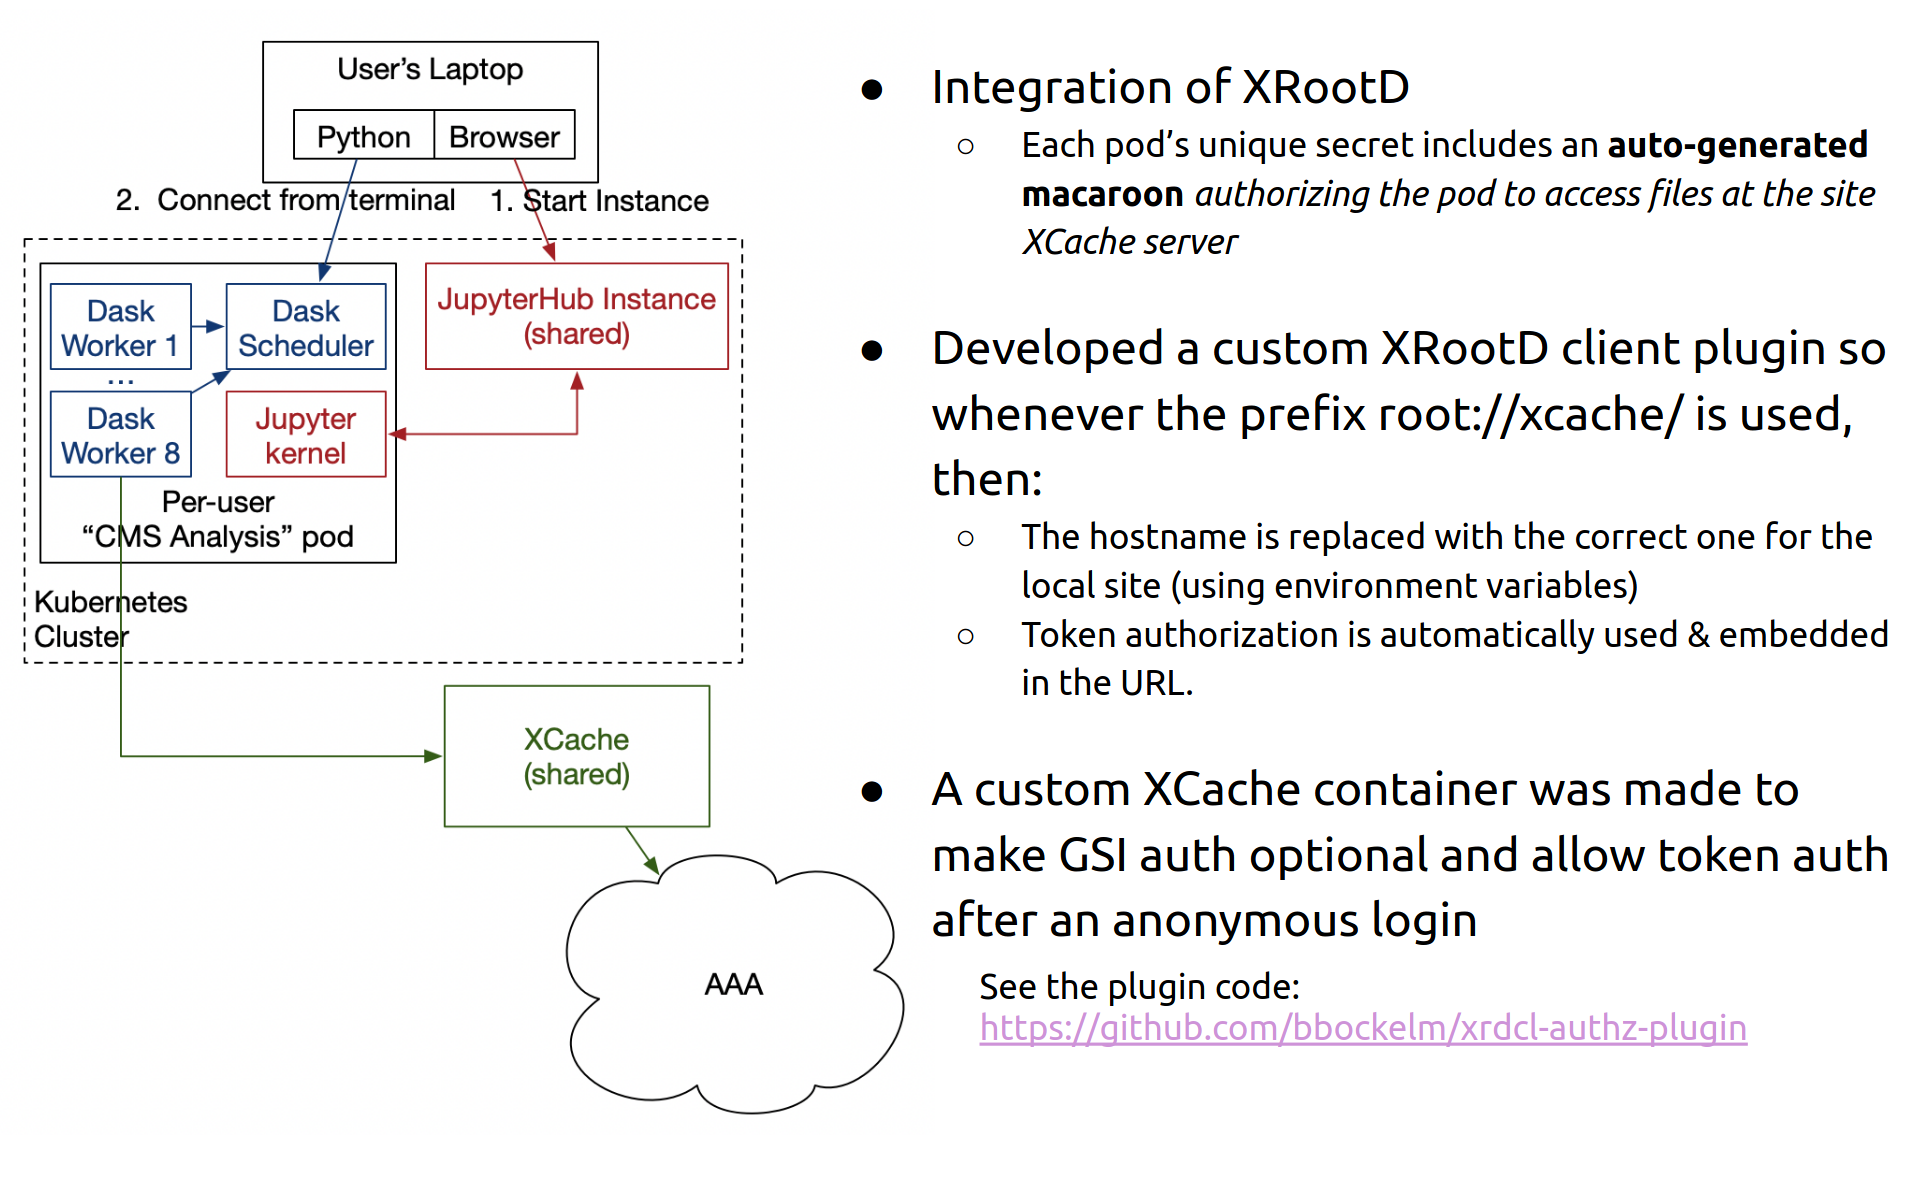 User's Laptop
Python
Browser
2. Connect from terminal
1. Start Instance
Dask
Worker 1
Dask
Scheduler
JupyterHub Instance
(shared)
...
Dask
Worker 8
Jupyter
kernel
Per-user
“CMS Analysis” pod
Kubernetes
Cluster
XCache
(shared)
AAA
● Integration of XRootD
○ Each pod’s unique secret includes an auto-generated
macaroon authorizing the pod to access files at the site
XCache server
● Developed a custom XRootD client plugin so
whenever the prefix root://xcache/ is used,
then:
○ The hostname is replaced with the correct one for the
local site (using environment variables)
○ Token authorization is automatically used & embedded
in the URL.
● A custom XCache container was made to
make GSI auth optional and allow token auth
after an anonymous login
See the plugin code:
https://github.com/bbockelm/xrdcl-authz-plugin